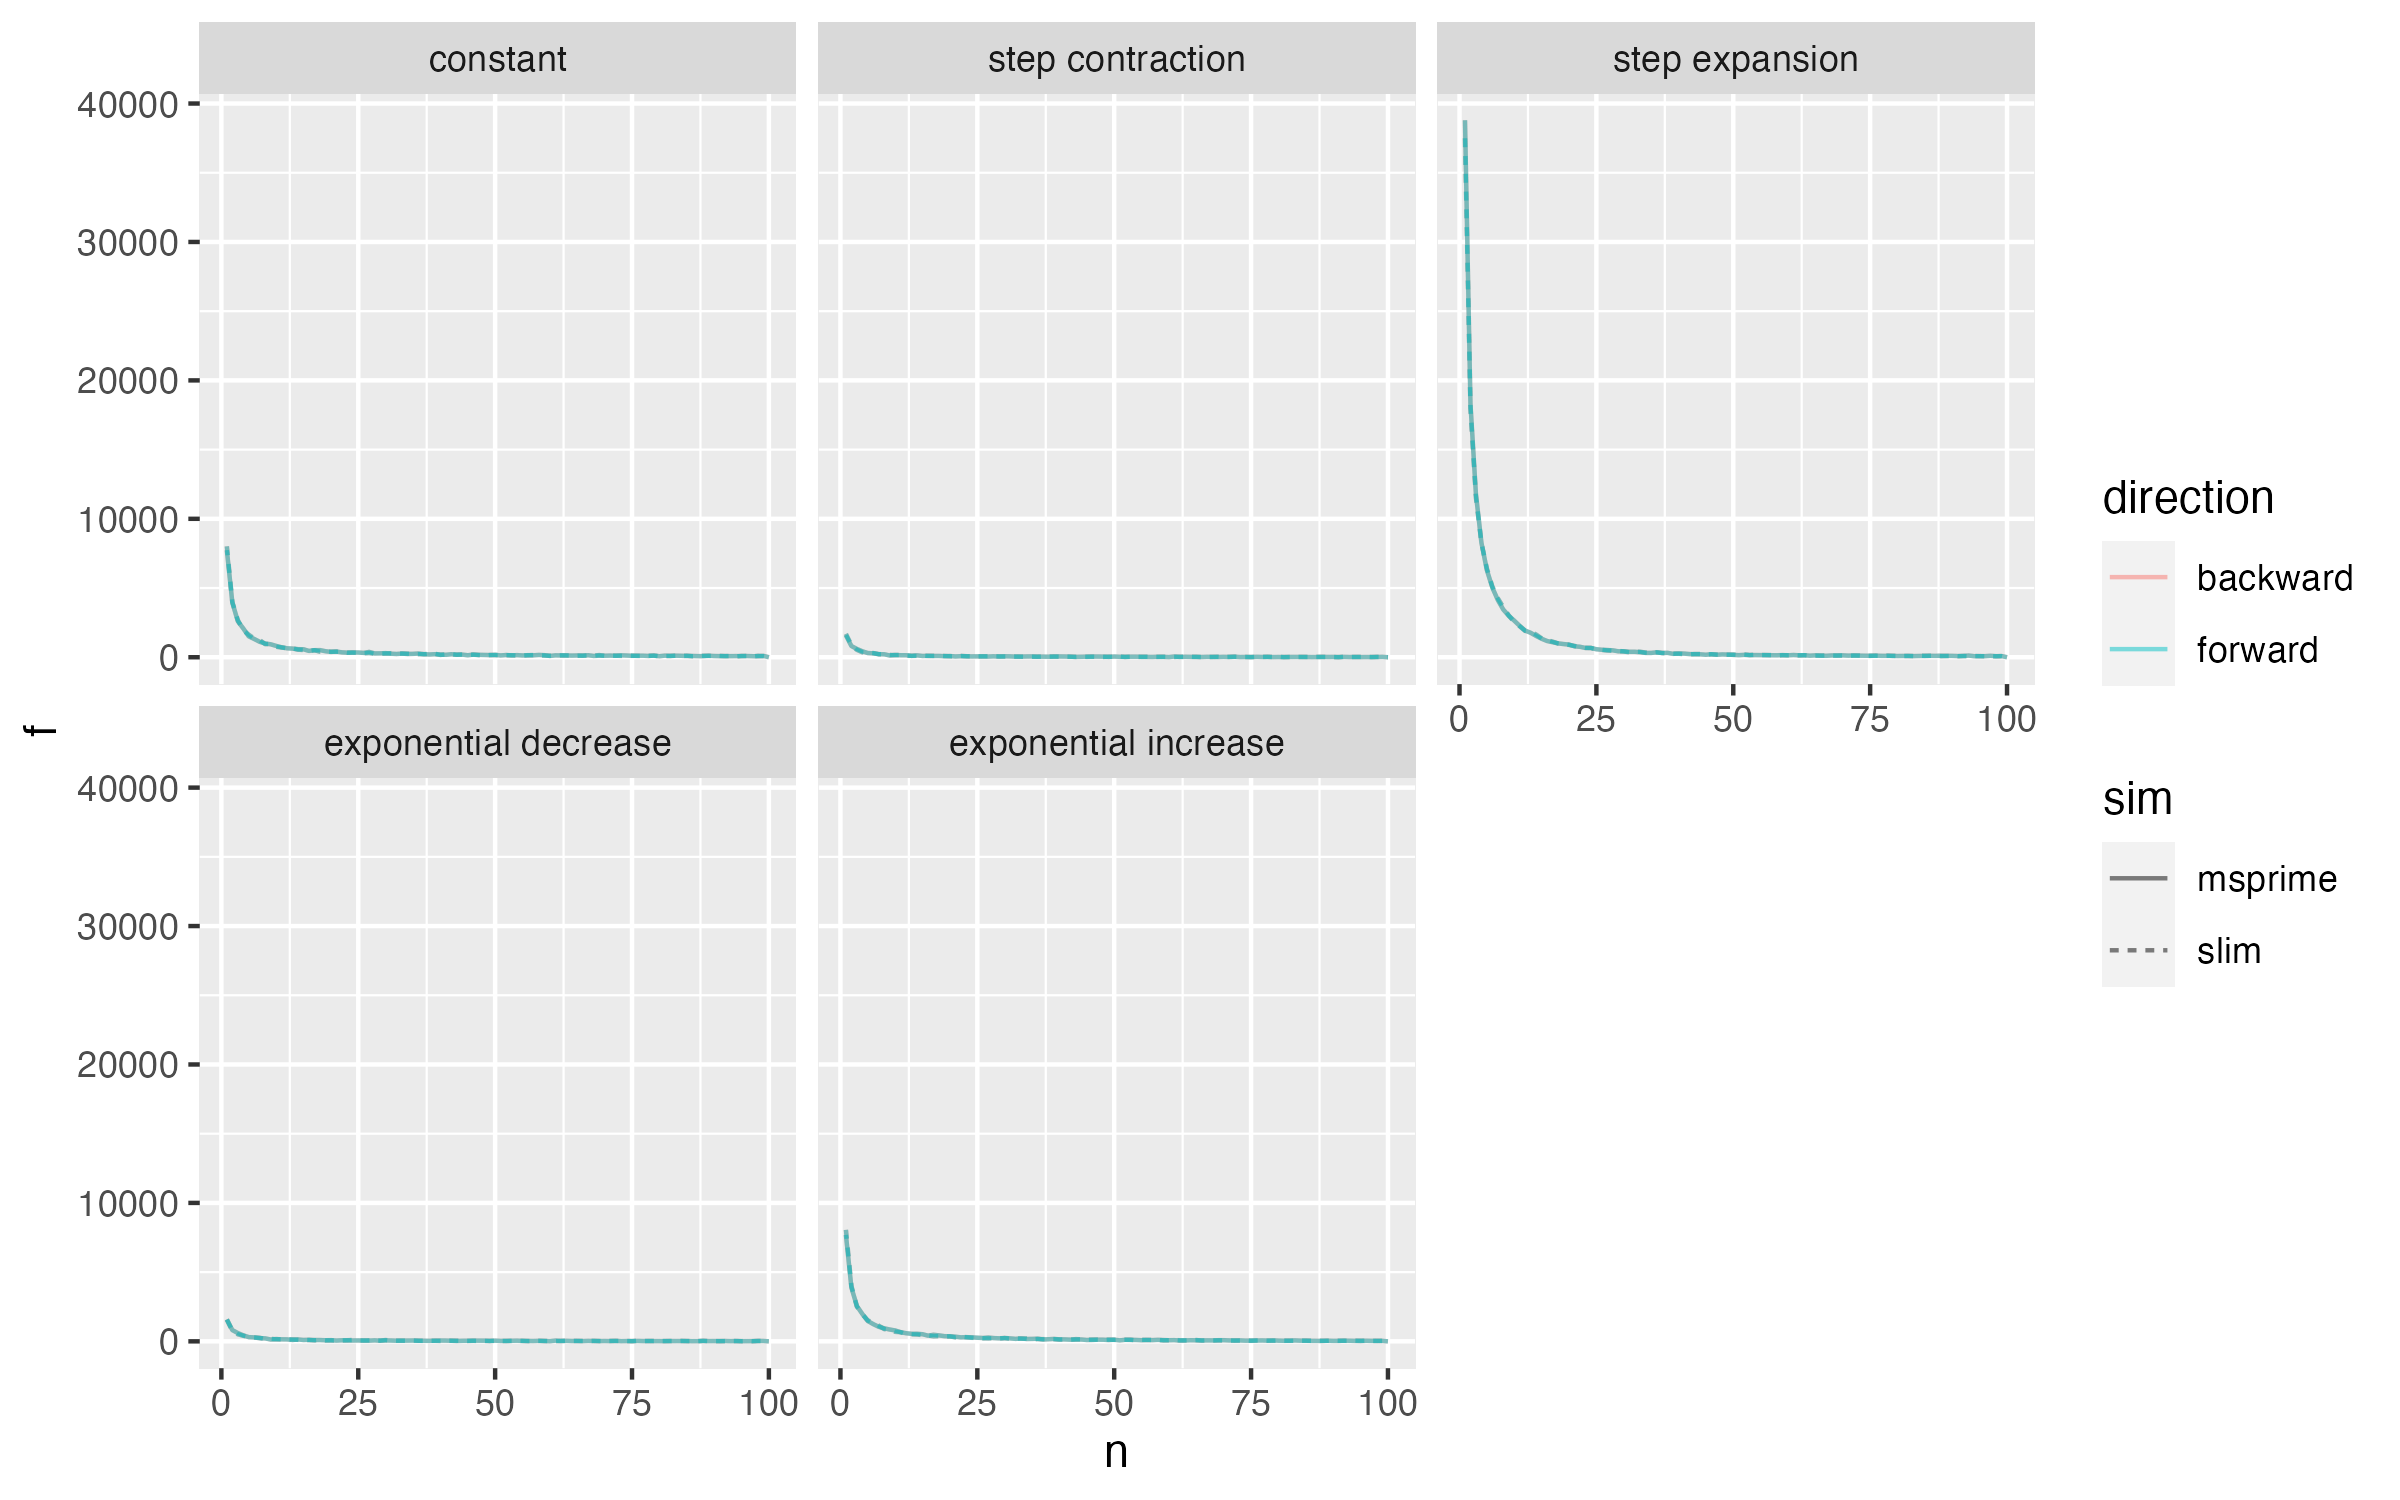 constant
step contraction
step expansion
40000
30000
20000
10000
0
0 25 50 75 100
f
exponential decrease
exponential increase
40000
30000
20000
10000
0
0 25 50 75 100
0 25 50 75 100
n
direction
backward
forward
sim
msprime
slim